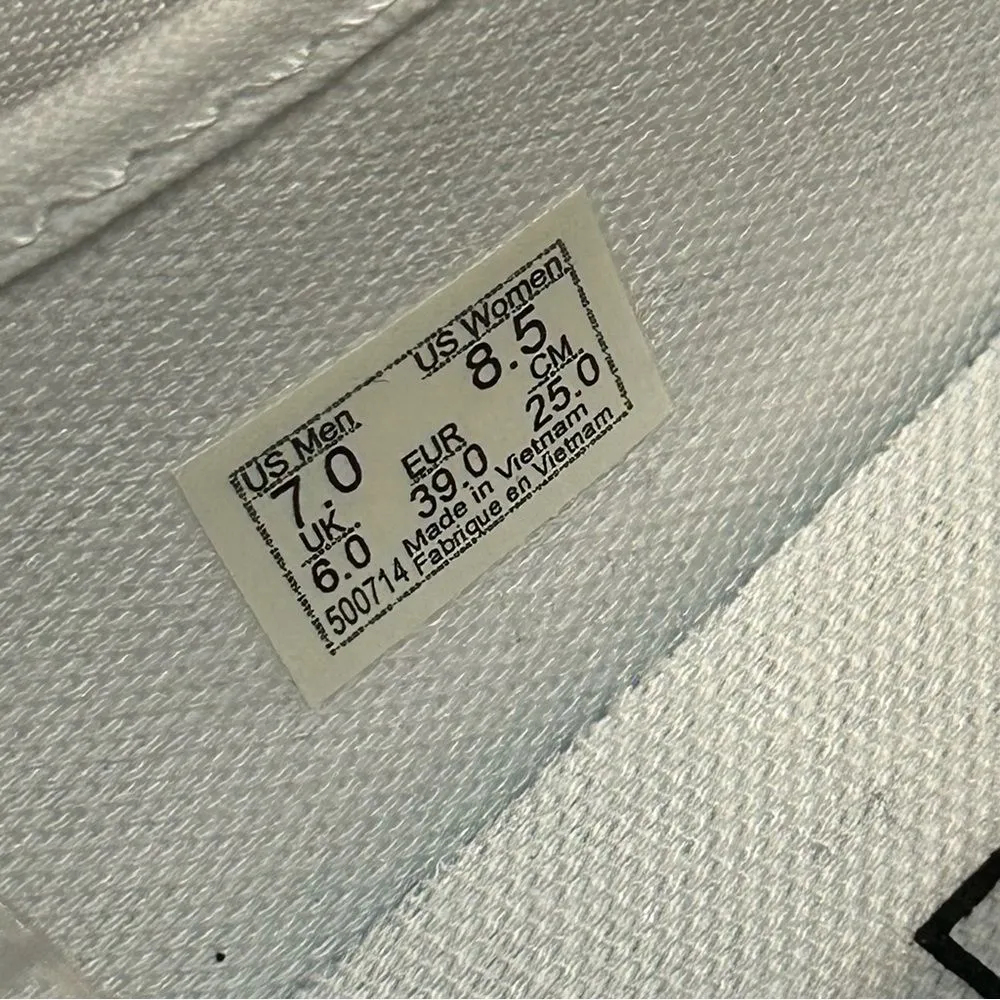 US Men US Women
7.0 8.5
UK EUR CM
6.0 39.0 25.0
500714 Made in Vietnam
Fabrique en Vietnam